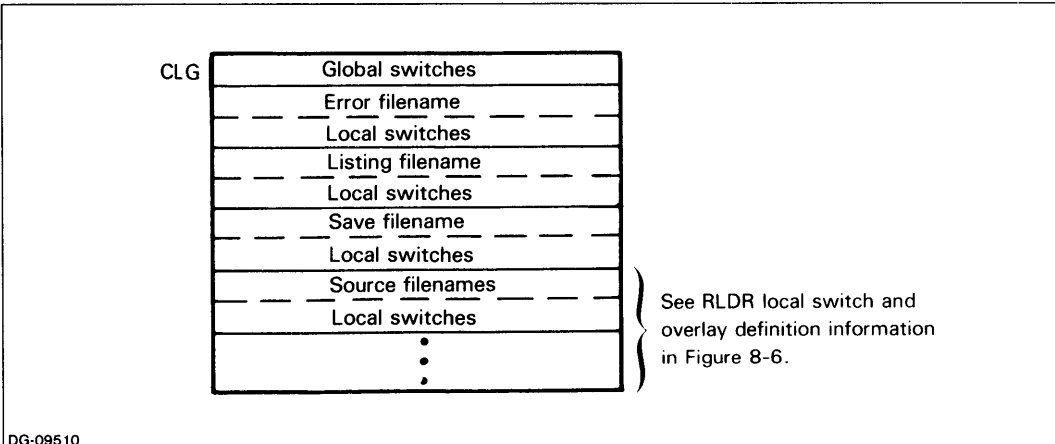 CLG
Global switches
Error filename
Local switches
Listing filename
Local switches
Save filename
Local switches
Source filenames
Local switches
See RLDR local switch and
overlay definition information
in Figure 8-6.
DG-09510